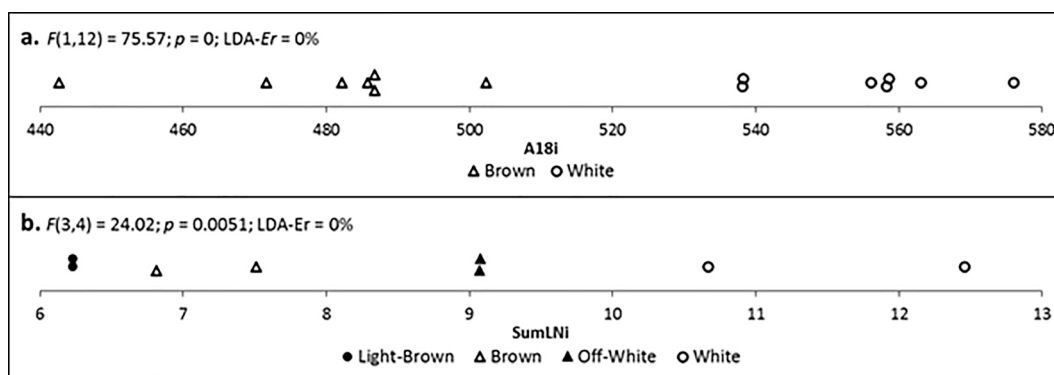 a. F(1,12) = 75.57; p = 0; LDA-Er = 0%
440 460 480 500 520 540 560 580
A18i
△ Brown ○ White
b. F(3,4) = 24.02; p = 0.0051; LDA-Er = 0%
6 7 8 9 10 11 12 13
SumLNi
● Light-Brown △ Brown ▲ Off-White ○ White